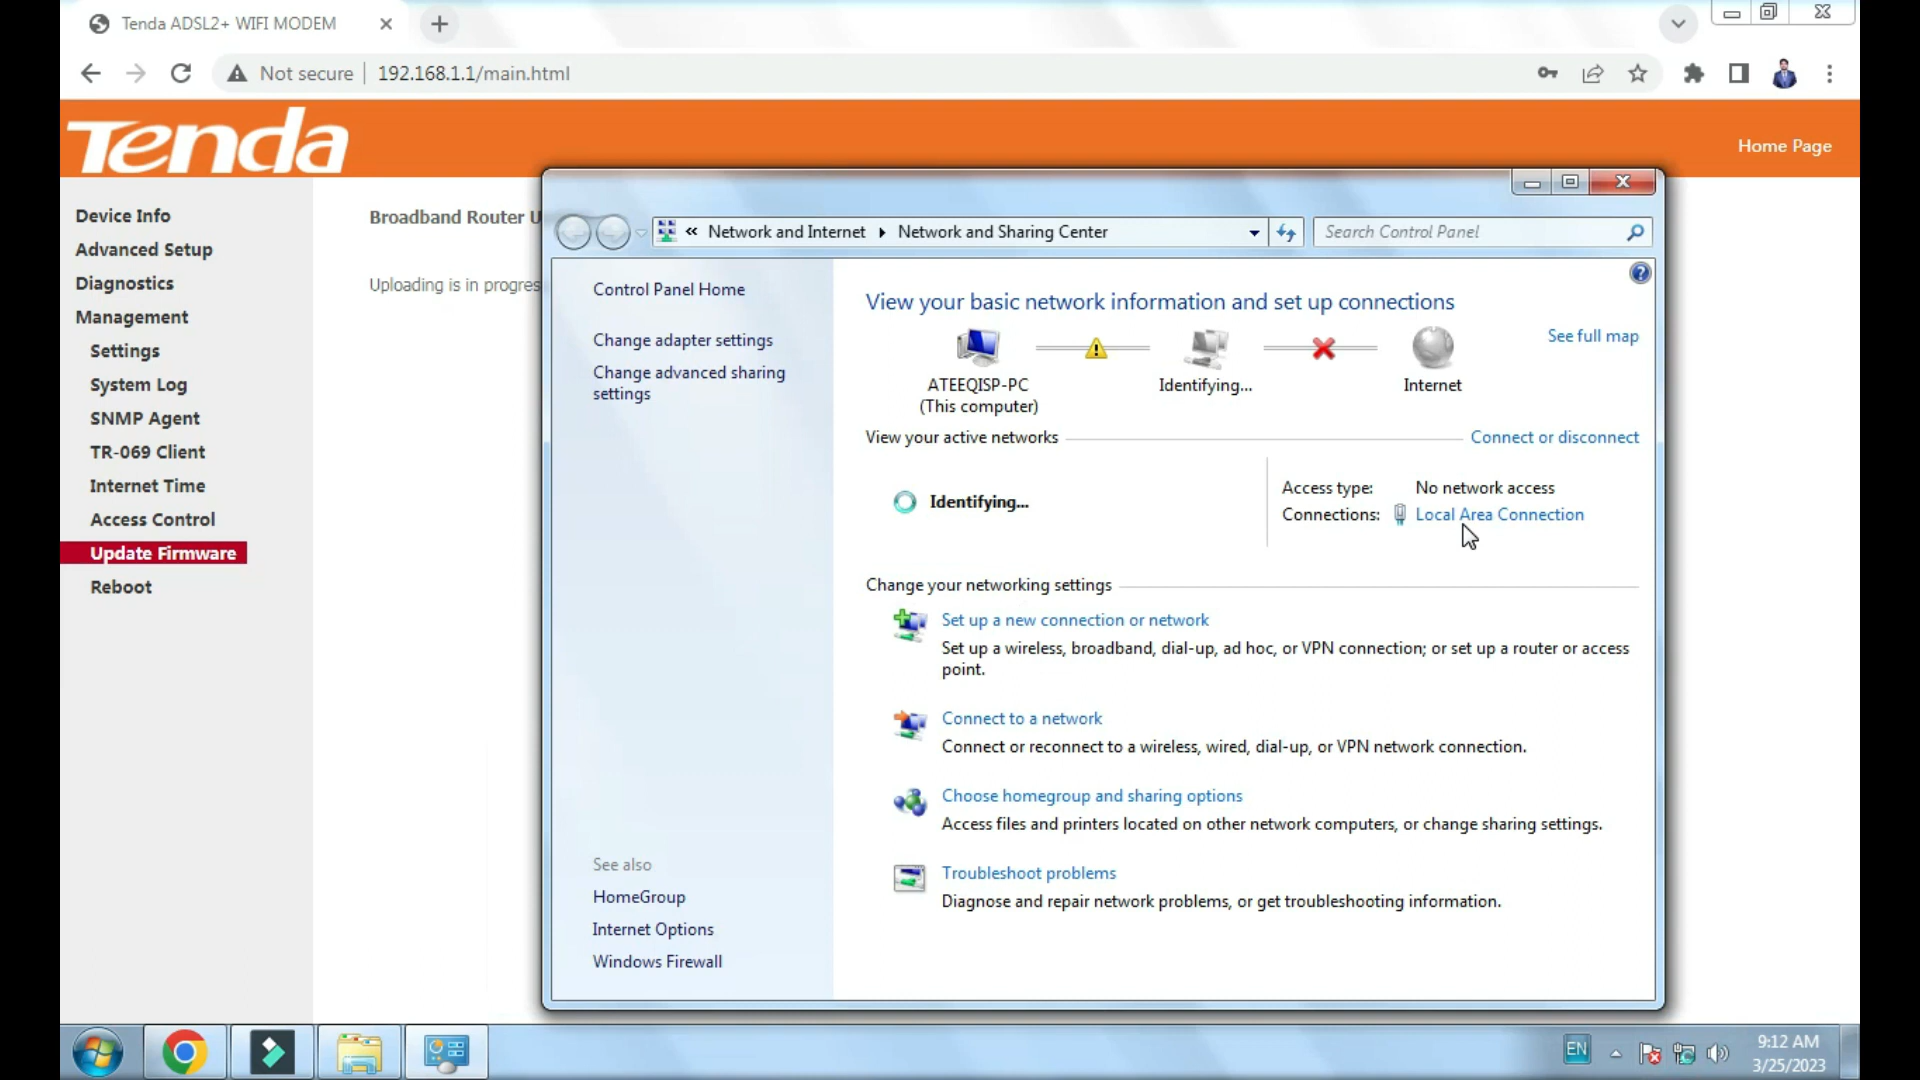 Tenda ADSL2+ WIFI MODEM
Not secure
192.168.1.1/main.html
Tenda
Home Page
Device Info
Advanced Setup
Diagnostics
Management
Settings
System Log
SNMP Agent
TR-069 Client
Internet Time
Access Control
Update Firmware
Reboot
Broadband Router U
Uploading is in progres
« Network and Internet
Network and Sharing Center
Search Control Panel
Control Panel Home
Change adapter settings
Change advanced sharing
settings
See also
HomeGroup
Internet Options
Windows Firewall
View your basic network information and set up connections
See full map
ATEEQISP-PC
(This computer)
Identifying...
Internet
View your active networks
Connect or disconnect
Identifying...
Access type: No network access
Connections: Local Area Connection
Change your networking settings
Set up a new connection or network
Set up a wireless, broadband, dial-up, ad hoc, or VPN connection; or set up a router or access
point.
Connect to a network
Connect or reconnect to a wireless, wired, dial-up, or VPN network connection.
Choose homegroup and sharing options
Access files and printers located on other network computers, or change sharing settings.
Troubleshoot problems
Diagnose and repair network problems, or get troubleshooting information.
EN
9:12 AM
3/25/2023